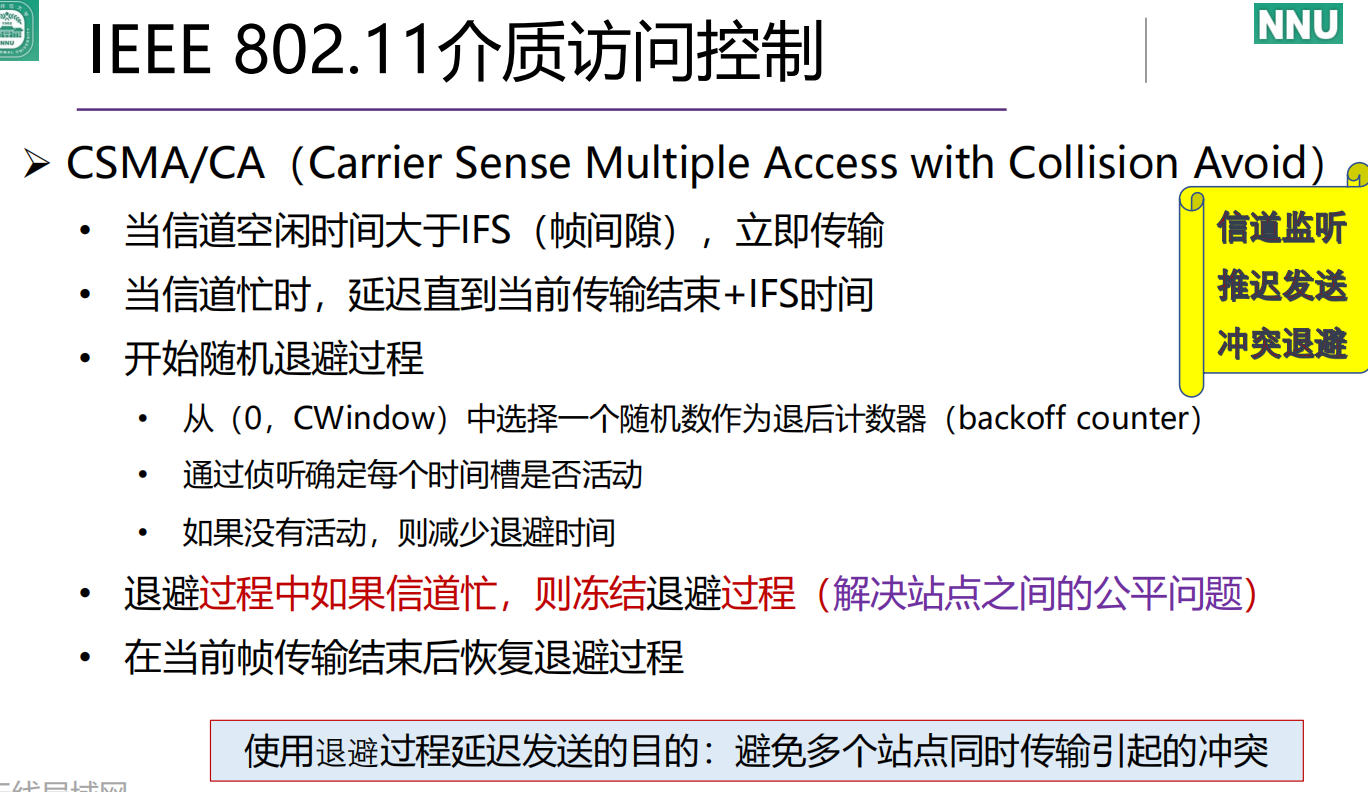 NNU
IEEE 802.11介质访问控制
CSMA/CA（Carrier Sense Multiple Access with Collision Avoid）
• 当信道空闲时间大于IFS（帧间隙），立即传输
• 当信道忙时，延迟直到当前传输结束+IFS时间
• 开始随机退避过程
• 从（0，CWindow）中选择一个随机数作为退后计数器（backoff counter）
• 通过侦听确定每个时间槽是否活动
• 如果没有活动，则减少退避时间
• 退避过程中如果信道忙，则冻结退避过程（解决站点之间的公平问题）
• 在当前帧传输结束后恢复退避过程
信道监听
推迟发送
冲突退避
使用退避过程延迟发送的目的：避免多个站点同时传输引起的冲突